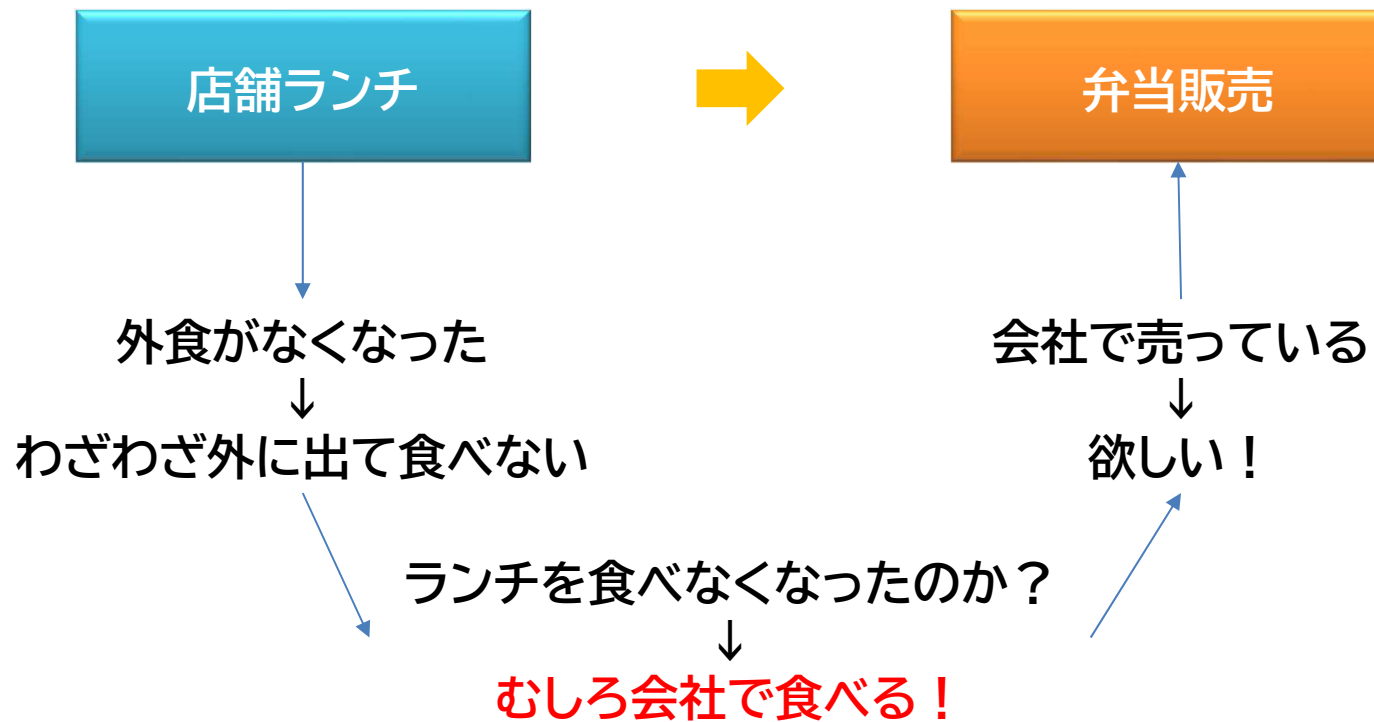 店舗ランチ
弁当販売
外食がなくなった
↓
わざわざ外に出て食べない
ランチを食べなくなったのか？
↓
むしろ会社で食べる！
会社で売っている
↓
欲しい！